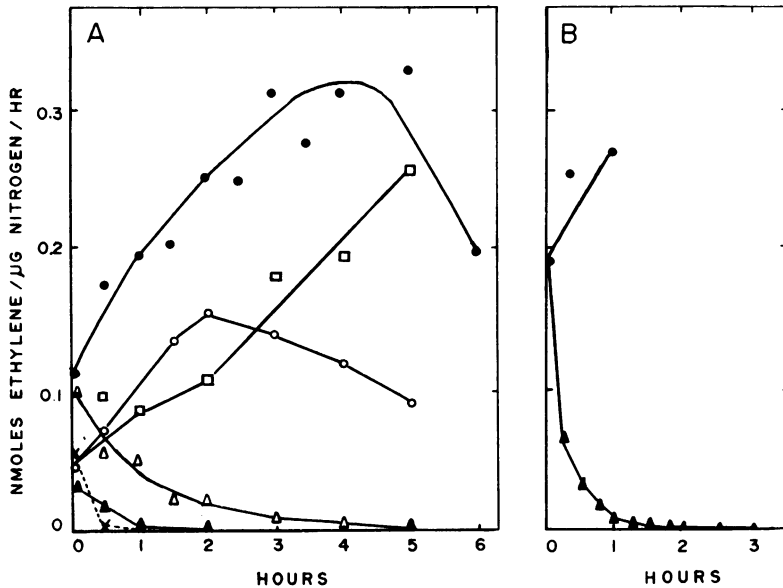 A
B
NMOLES ETHYLENE/µG NITROGEN/HR
0.3
0.2
0.1
0
0 1 2 3 4 5 6
0 1 2 3
HOURS
HOURS